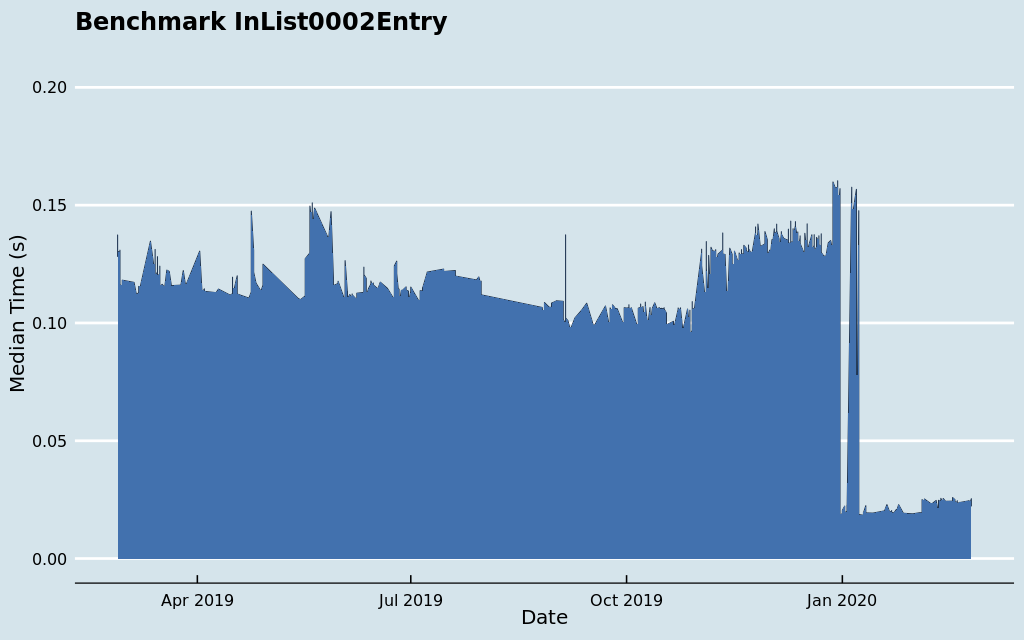 Benchmark InList0002Entry
0.20
0.15
0.10
0.05
0.00
Median Time (s)
Apr 2019
Jul 2019
Oct 2019
Jan 2020
Date